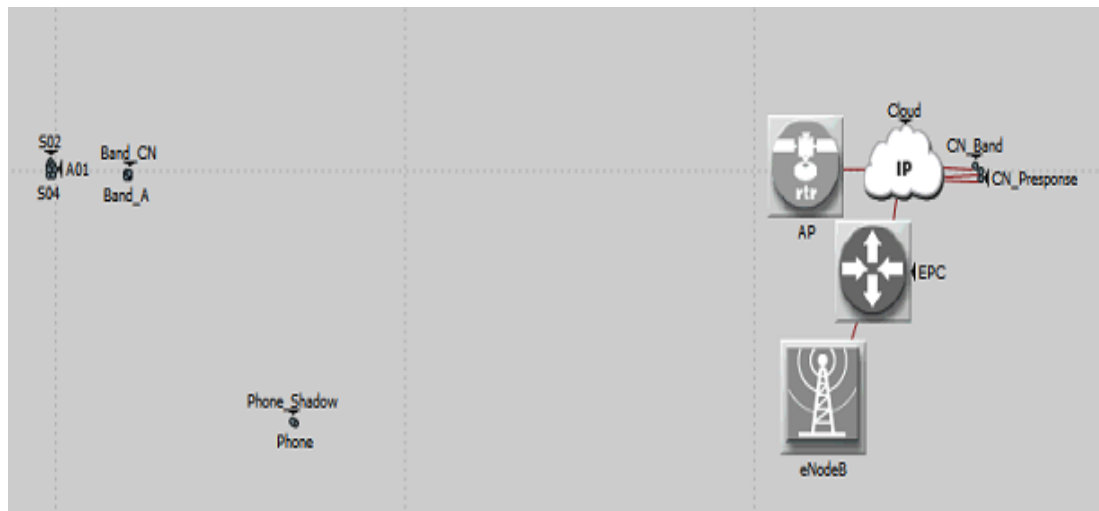 S02
A01
S04
Band_CN
Band_A
Phone_Shadow
Phone
Cloud
IP
CN_Band
CN_Presponse
rtr
AP
EPC
eNodeB